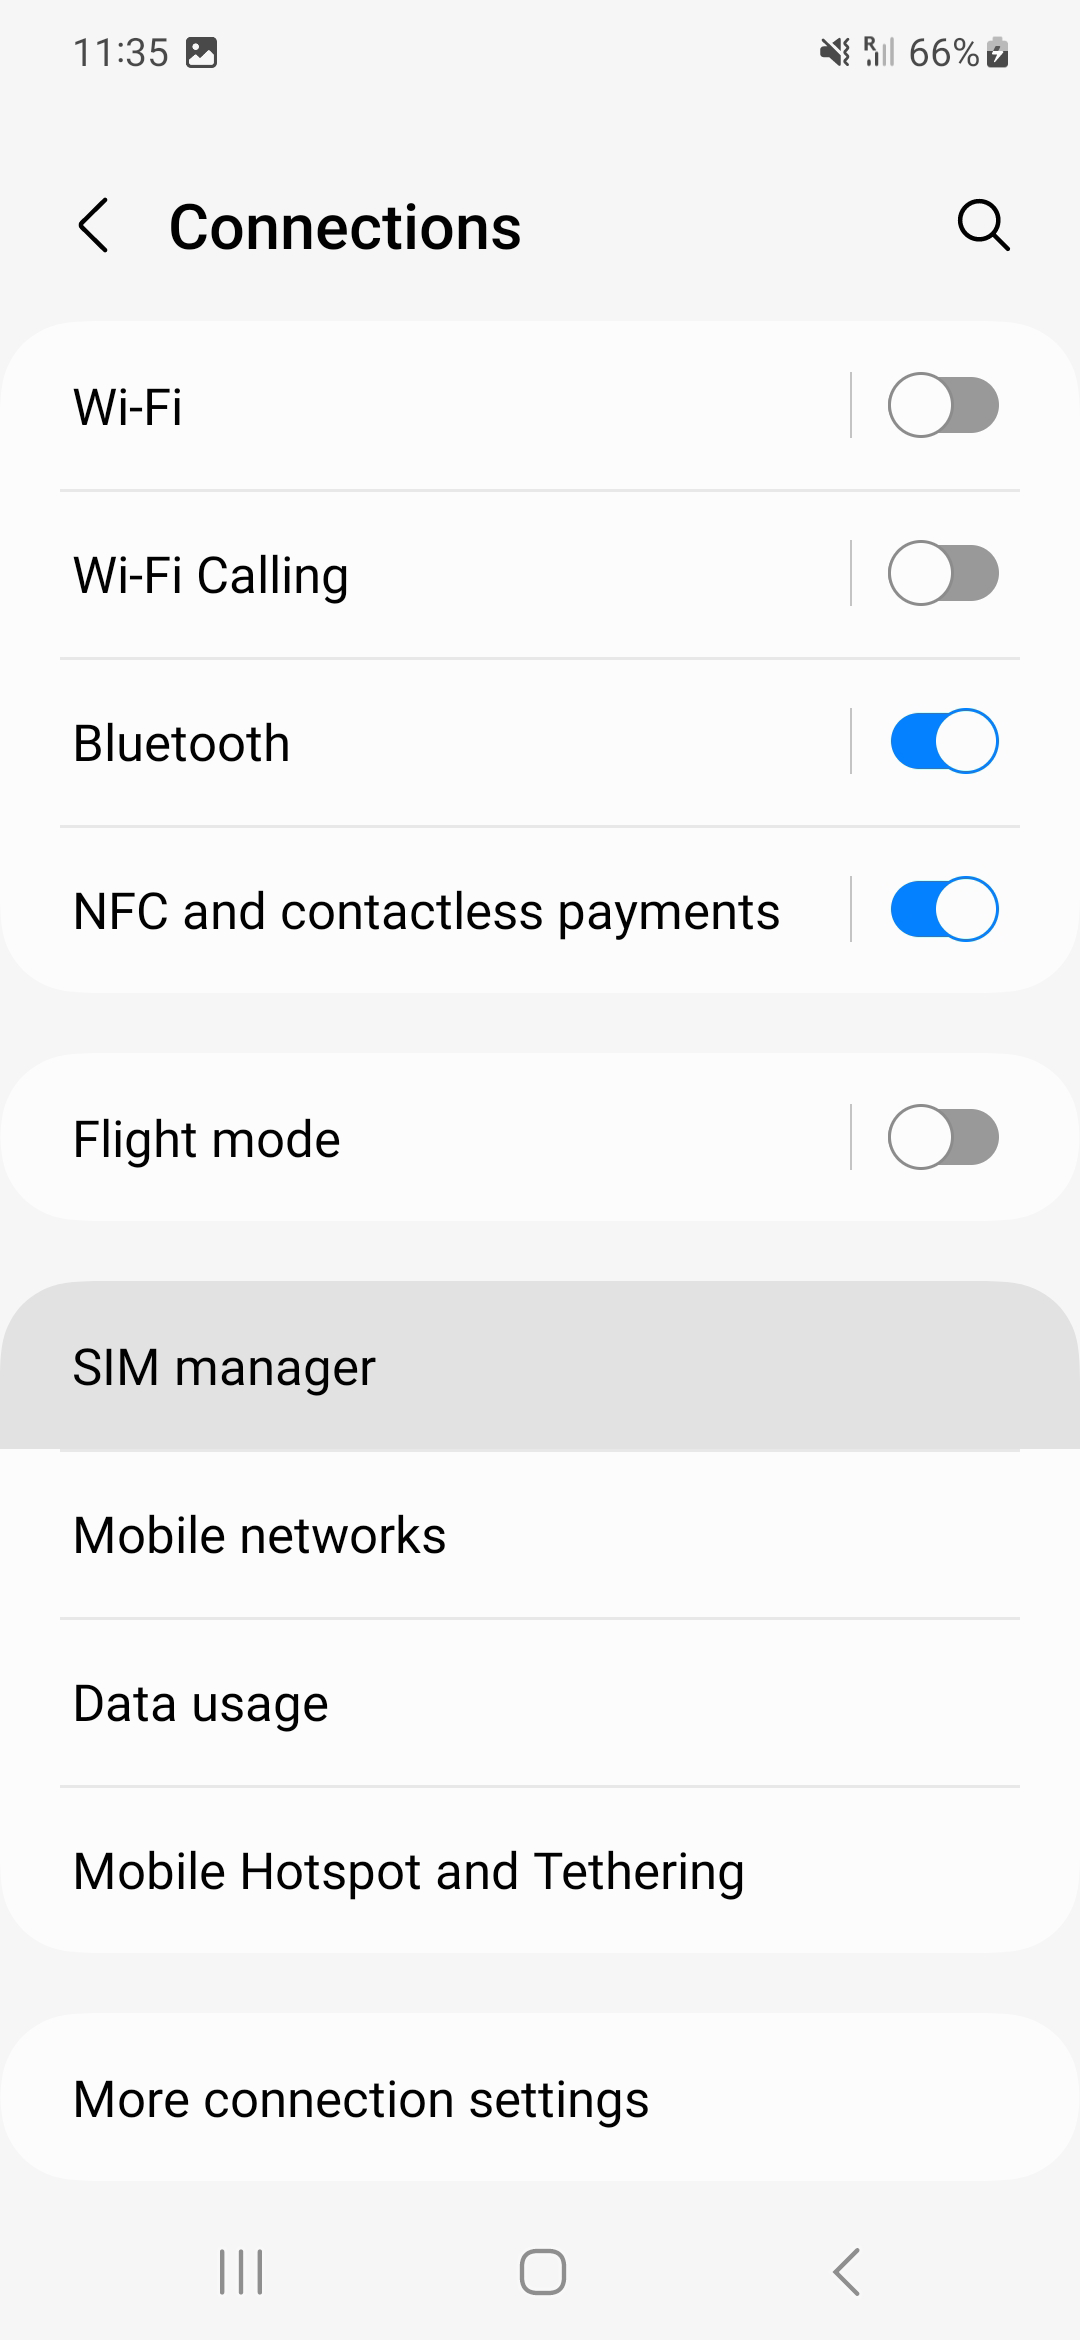 11:35
R 66%
Connections
Wi-Fi
Wi-Fi Calling
Bluetooth
NFC and contactless payments
Flight mode
SIM manager
Mobile networks
Data usage
Mobile Hotspot and Tethering
More connection settings